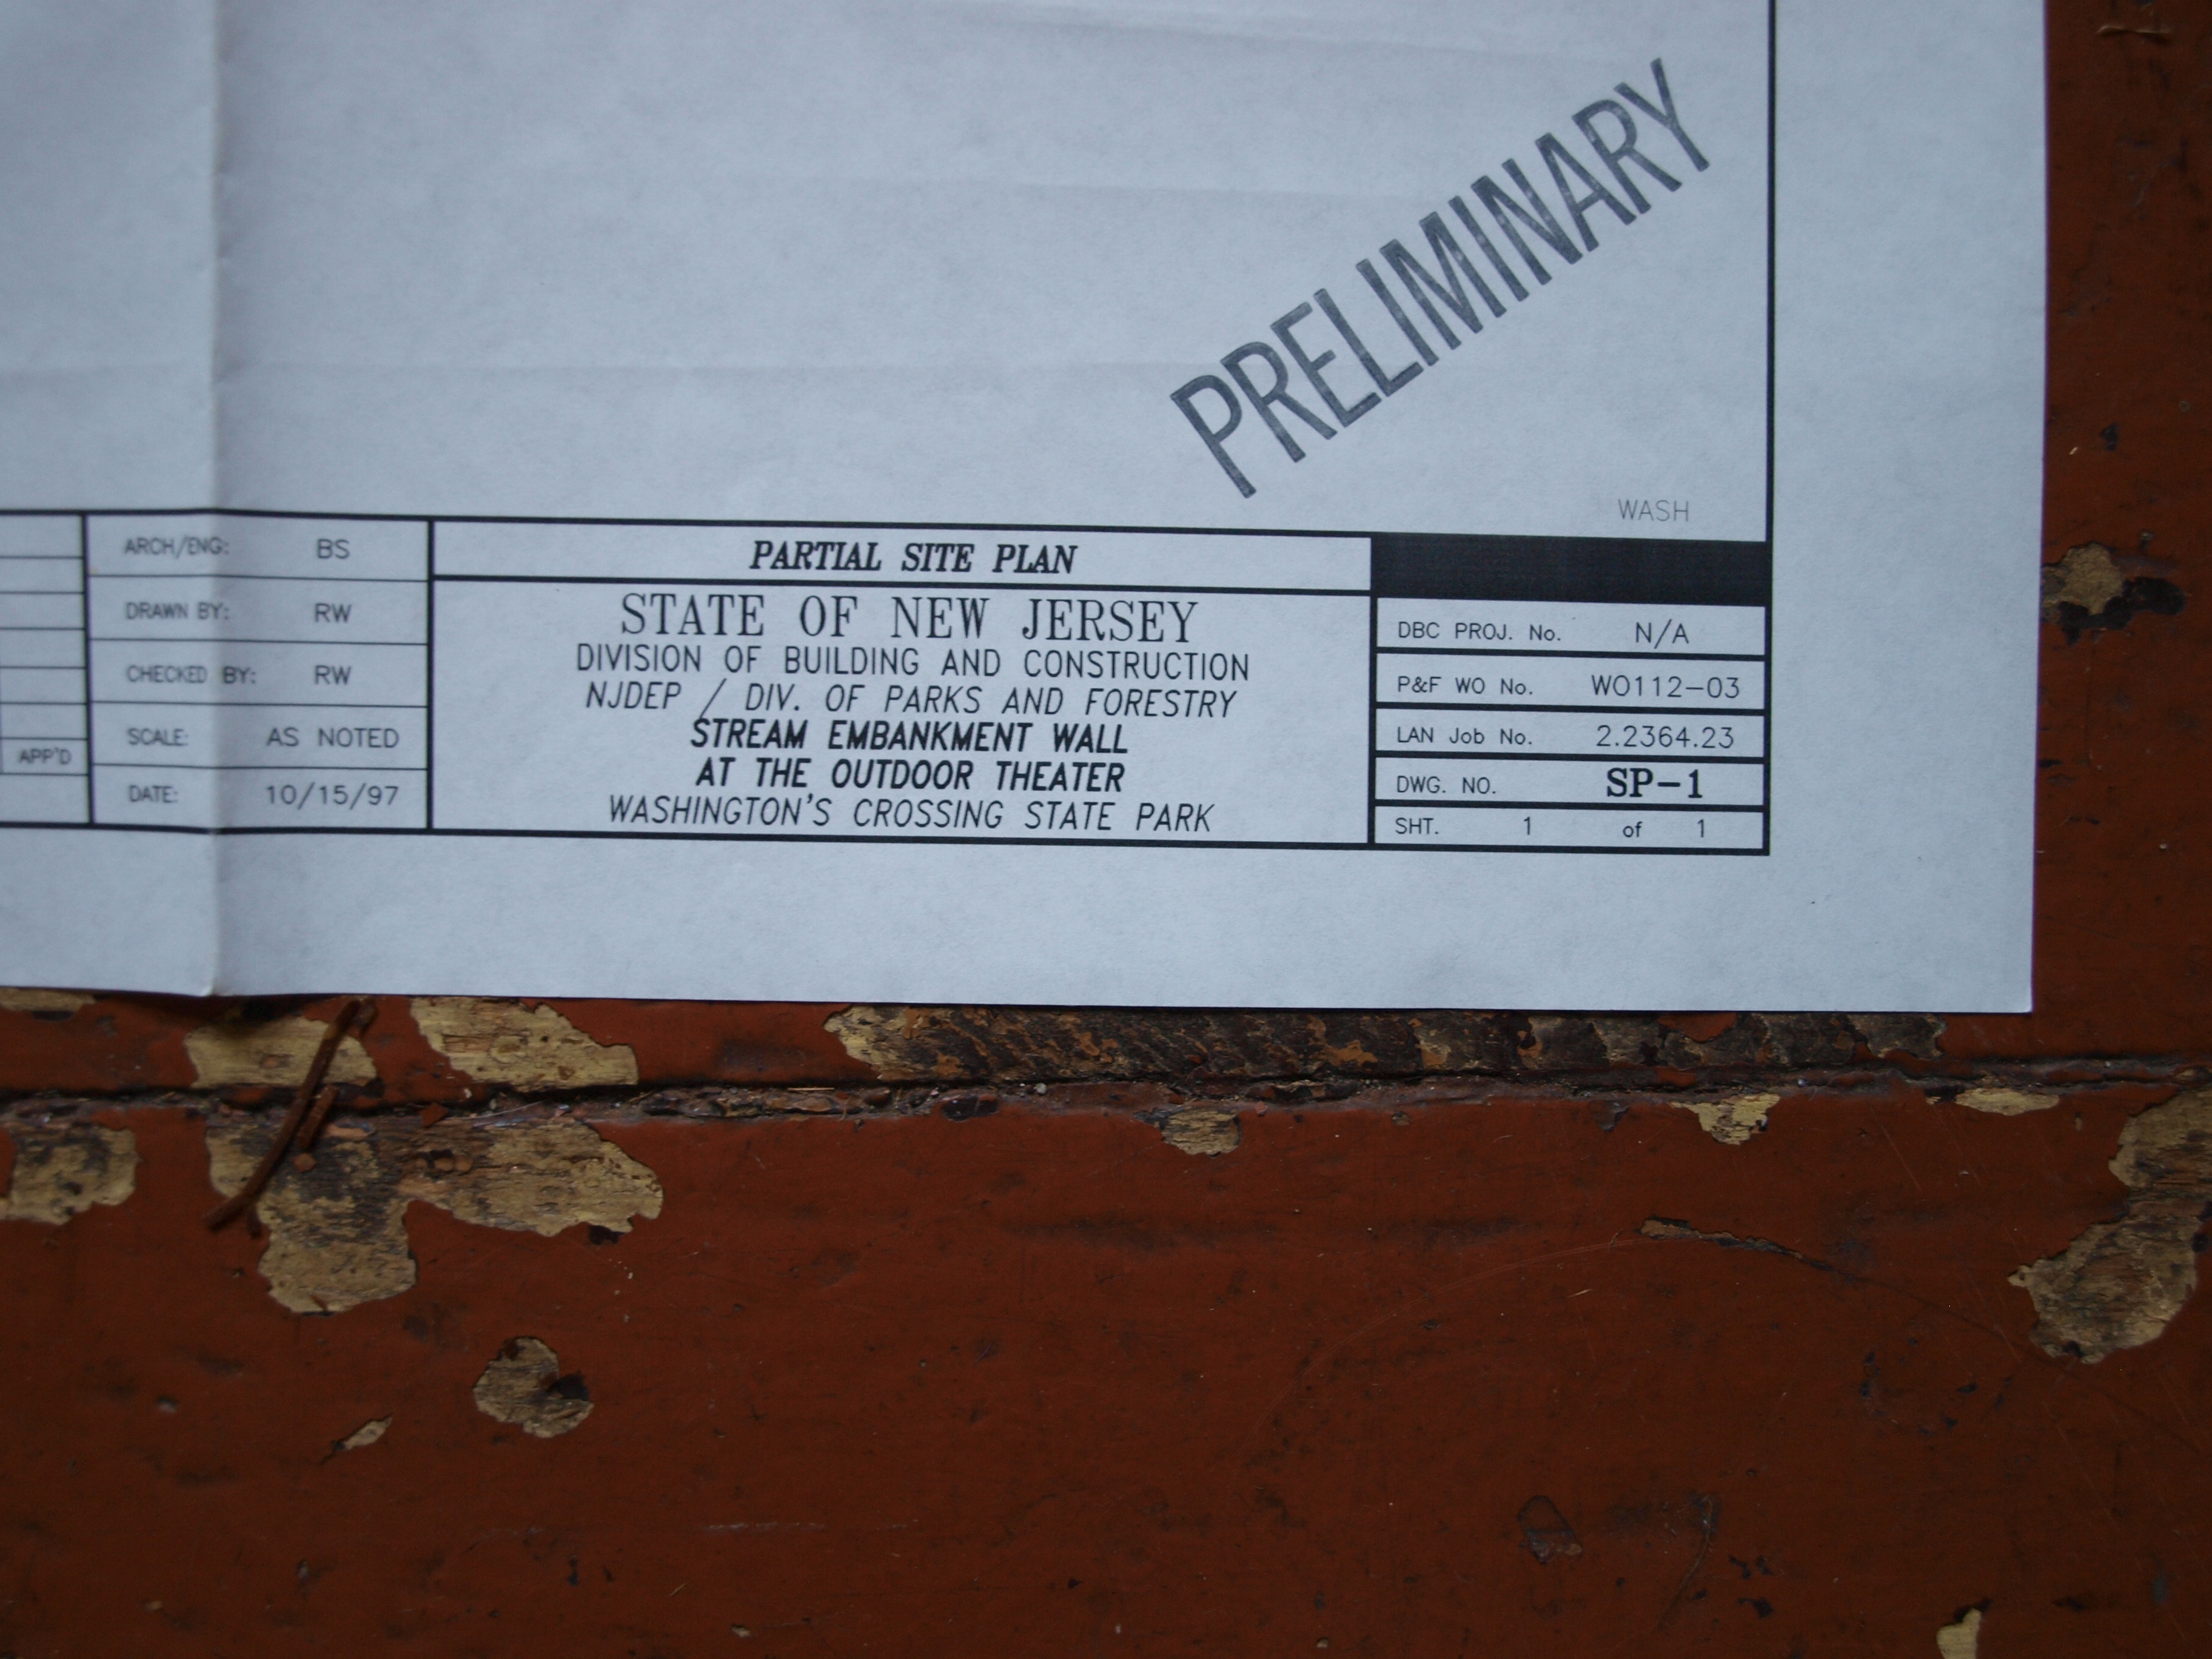 PRELIMINARY
WASH
APP'D
ARCH/ENG: BS
DRAWN BY: RW
CHECKED BY: RW
SCALE: AS NOTED
DATE: 10/15/97
PARTIAL SITE PLAN
STATE OF NEW JERSEY
DIVISION OF BUILDING AND CONSTRUCTION
NJDEP / DIV. OF PARKS AND FORESTRY
STREAM EMBANKMENT WALL
AT THE OUTDOOR THEATER
WASHINGTON'S CROSSING STATE PARK
DBC PROJ. No. N/A
P&F WO No. WO112-03
LAN Job No. 2.2364.23
DWG. NO. SP-1
SHT. 1 of 1